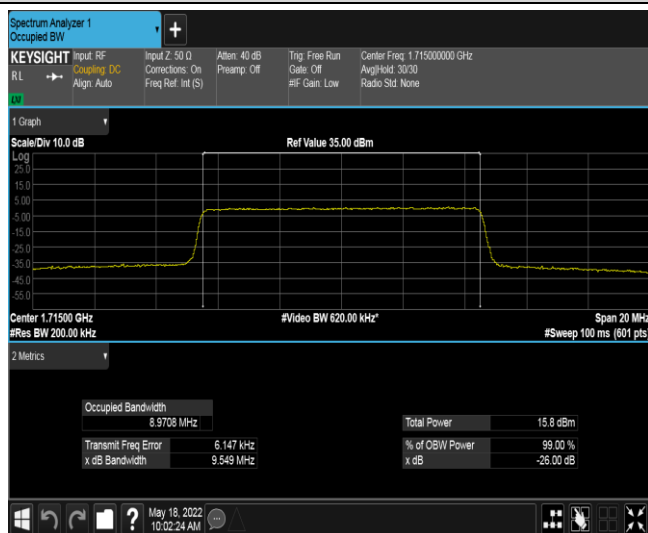 Spectrum Analyzer 1
Occupied BW
+
KEYSIGHT Input: RF Input Z: 50 Ω Atten: 40 dB Trig: Free Run Center Freq: 1.715000000 GHz
RL Coupling: DC Corrections: On Preamp: Off Gate: Off Avg|Hold: 30/30
Align: Auto Freq Ref: Int (S) #IF Gain: Low Radio Std: None
LXI
1 Graph
Scale/Div 10.0 dB Ref Value 35.00 dBm
Log
25.0
15.0
5.00
-5.00
-15.0
-25.0
-35.0
-45.0
-55.0
Center 1.71500 GHz #Video BW 620.00 kHz* Span 20 MHz
#Res BW 200.00 kHz #Sweep 100 ms (601 pts)
2 Metrics
Occupied Bandwidth
8.9708 MHz Total Power 15.8 dBm
Transmit Freq Error 6.147 kHz % of OBW Power 99.00 %
x dB Bandwidth 9.549 MHz x dB -26.00 dB
? May 18, 2022
10:02:24 AM